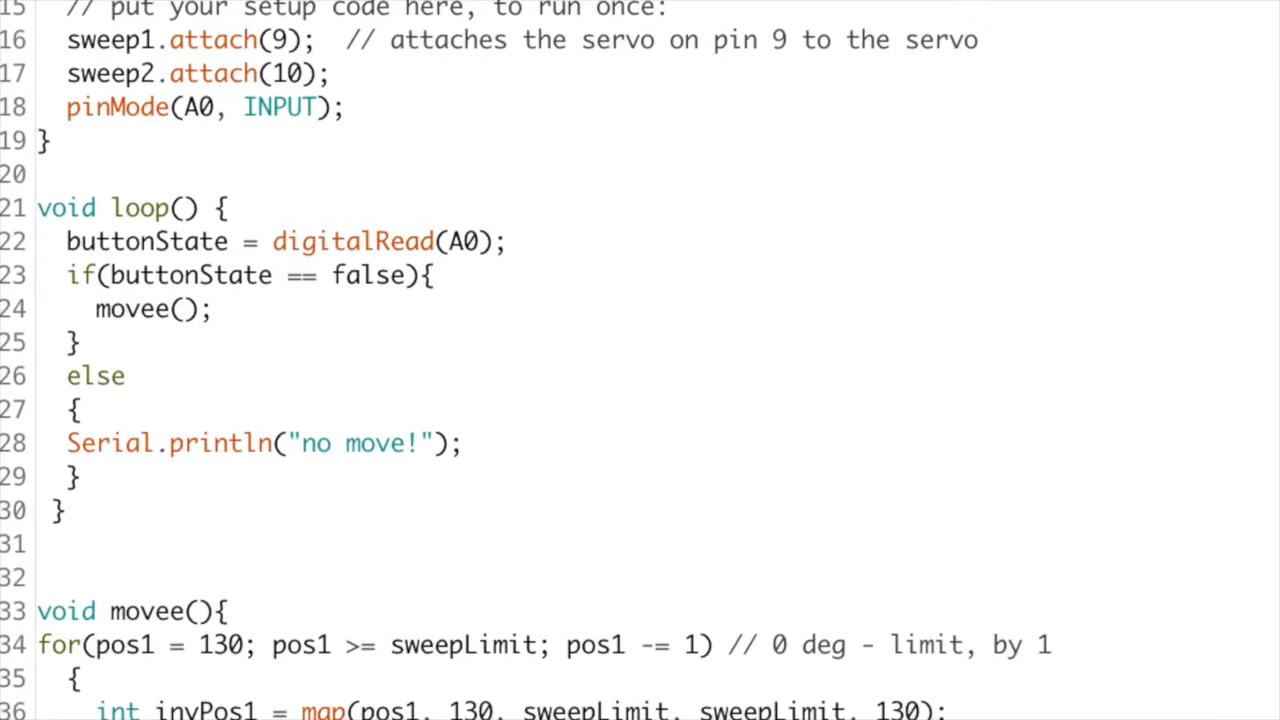 15   // put your setup code here, to run once:
16   sweep1.attach(9);  // attaches the servo on pin 9 to the servo
17   sweep2.attach(10);
18   pinMode(A0, INPUT);
19 }
20
21 void loop() {
22   buttonState = digitalRead(A0);
23   if(buttonState == false){
24     movee();
25   }
26   else
27   {
28   Serial.println("no move!");
29   }
30  }
31
32
33 void movee(){
34 for(pos1 = 130; pos1 >= sweepLimit; pos1 -= 1) // 0 deg - limit, by 1
35   {
36     int invPos1 = map(pos1, 130, sweepLimit, sweepLimit, 130);